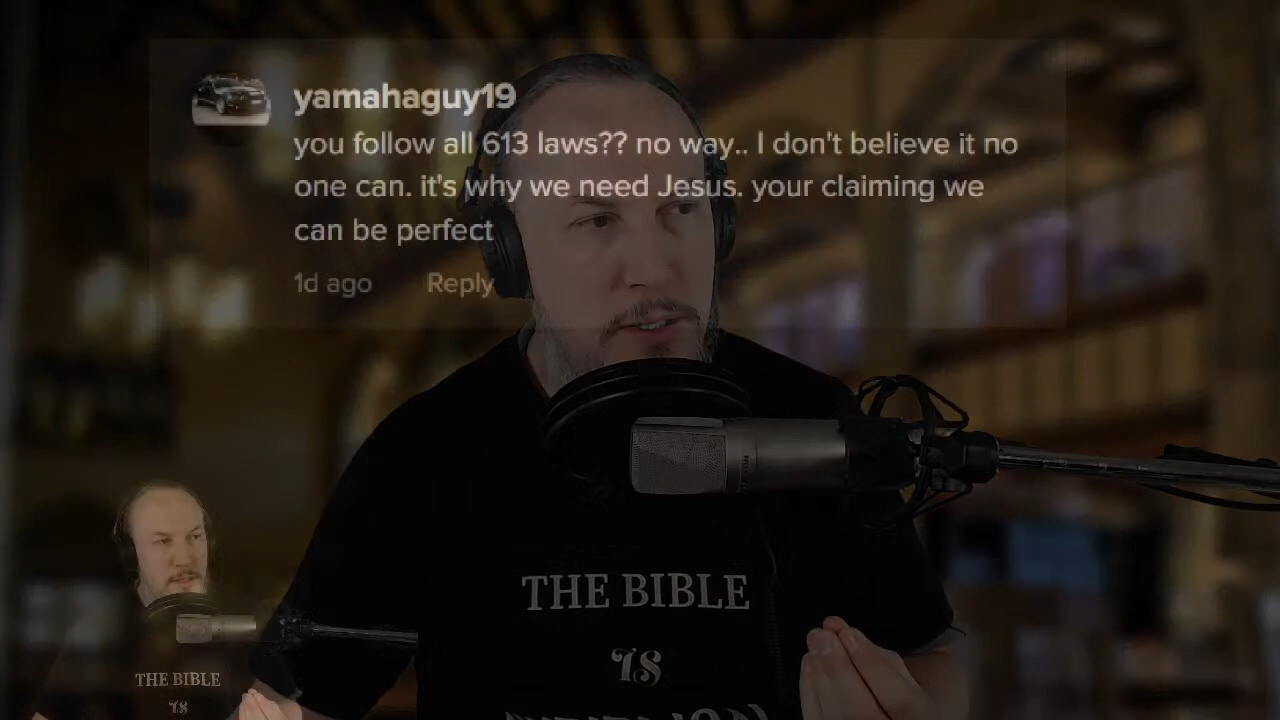 yamahaguy19
you follow all 613 laws?? no way.. I don't believe it no
one can. it's why we need Jesus. your claiming we
can be perfect
1d ago Reply
THE BIBLE
IS
THE BIBLE
IS